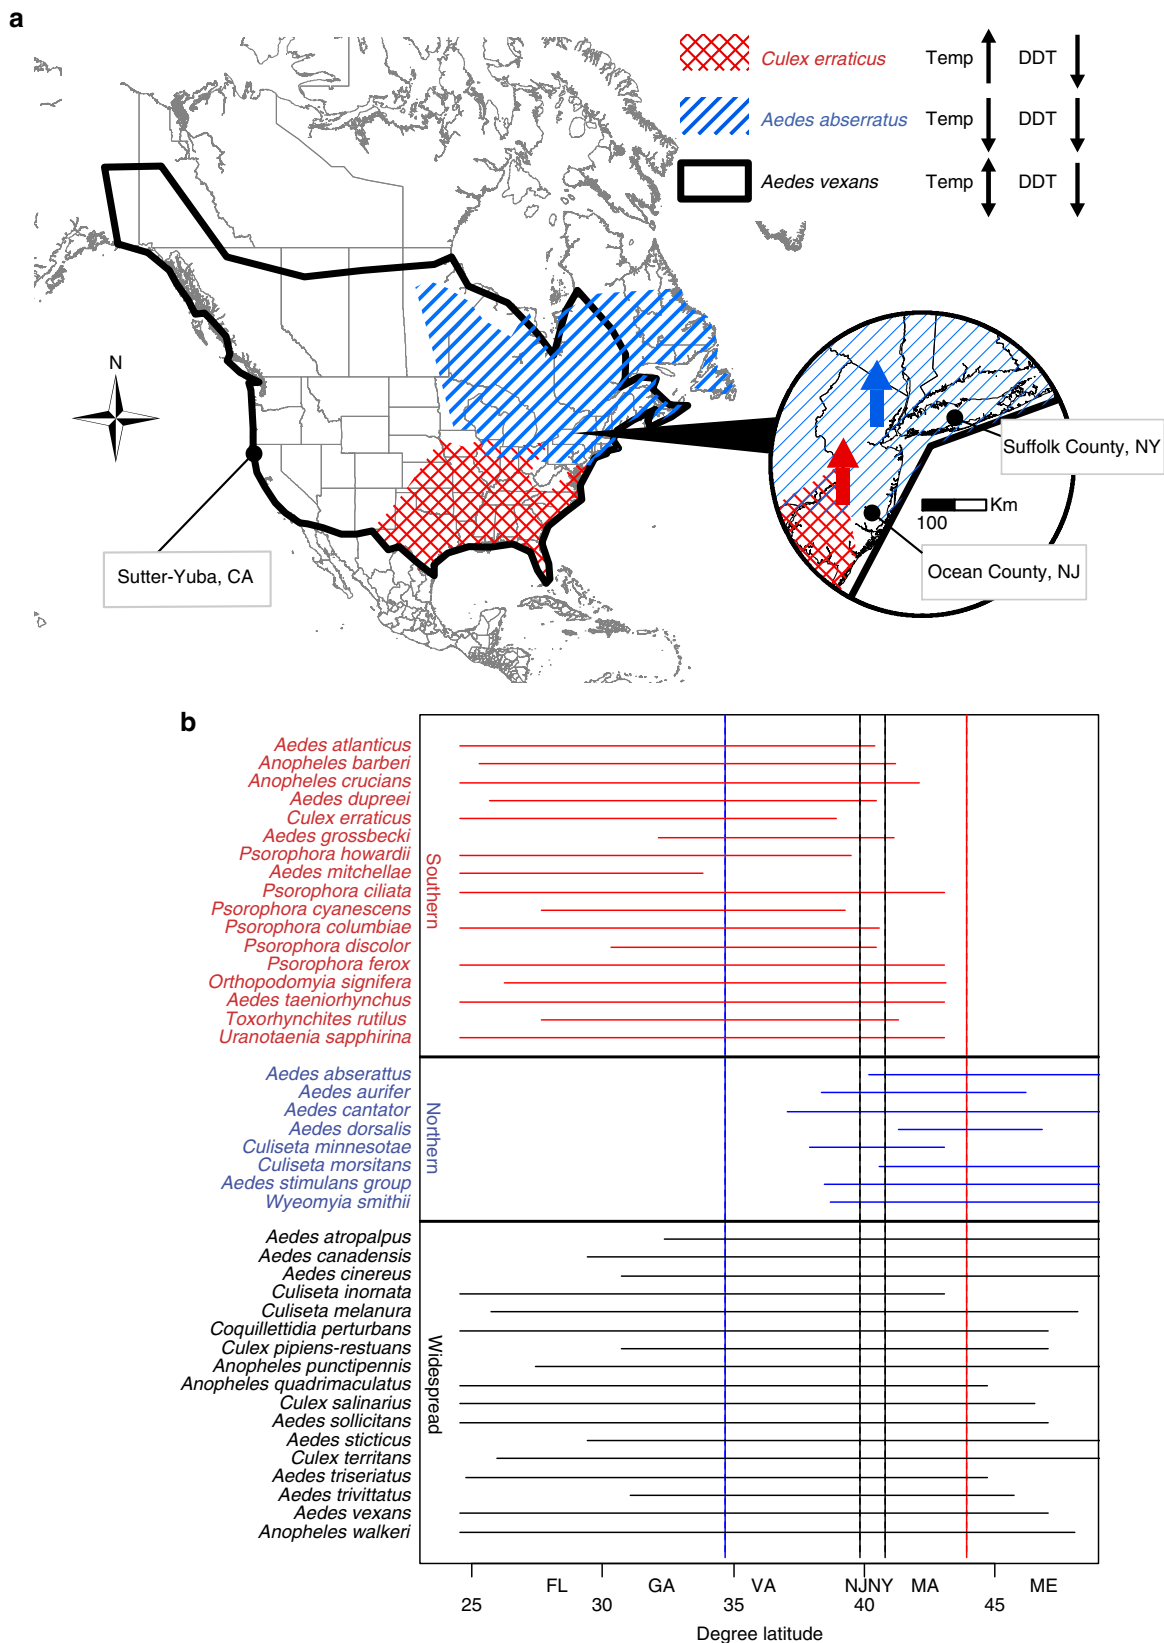 a
Culex erraticus Temp DDT
Aedes abserratus Temp DDT
Aedes vexans Temp DDT
N
Suffolk County, NY
Km
100
Ocean County, NJ
Sutter-Yuba, CA
b
Aedes atlanticus
Anopheles barberi
Anopheles crucians
Aedes dupreei
Culex erraticus
Aedes grossbecki
Psorophora howardii
Aedes mitchellae
Psorophora ciliata
Psorophora cyanescens
Psorophora columbiae
Psorophora discolor
Psorophora ferox
Orthopodomyia signifera
Aedes taeniorhynchus
Toxorhynchites rutilus
Uranotaenia sapphirina
Southern
Aedes abserattus
Aedes aurifer
Aedes cantator
Aedes dorsalis
Culiseta minnesotae
Culiseta morsitans
Aedes stimulans group
Wyeomyia smithii
Northern
Aedes atropalpus
Aedes canadensis
Aedes cinereus
Culiseta inornata
Culiseta melanura
Coquillettidia perturbans
Culex pipiens-restuans
Anopheles punctipennis
Anopheles quadrimaculatus
Culex salinarius
Aedes sollicitans
Aedes sticticus
Culex territans
Aedes triseriatus
Aedes trivittatus
Aedes vexans
Anopheles walkeri
Widespread
FL GA VA NJ NY MA ME
25 30 35 40 45
Degree latitude